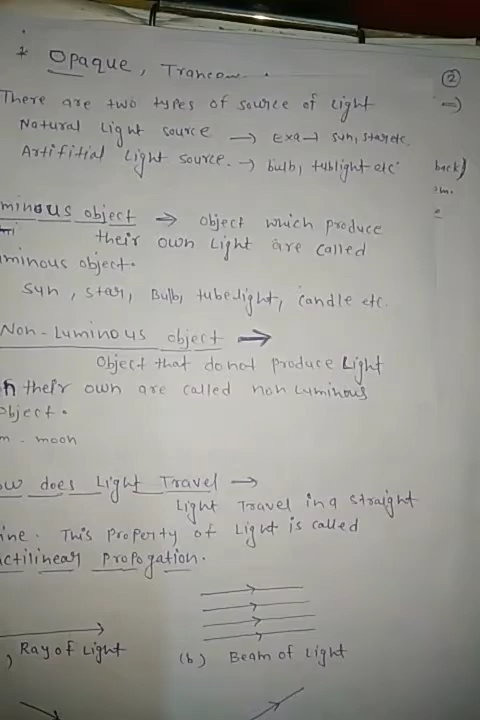 * Opaque, Trans
There are two types of source of Light
Natural Light source → Exa→ sun, star etc.
Artifitial Light source. → bulb, tublight etc
minous object → object which produce
their own Light are called
minous object.
Sun, star, Bulb, tubelight, candle etc.
Non-Luminous object →
Object that do not produce Light
n their own are called non Luminous
object.
m - moon
ow does Light Travel →
Light Travel in a straight
ine. This Property of Light is called
ctilinear Propogation.
) Ray of Light
(b) Beam of Light
②
back)